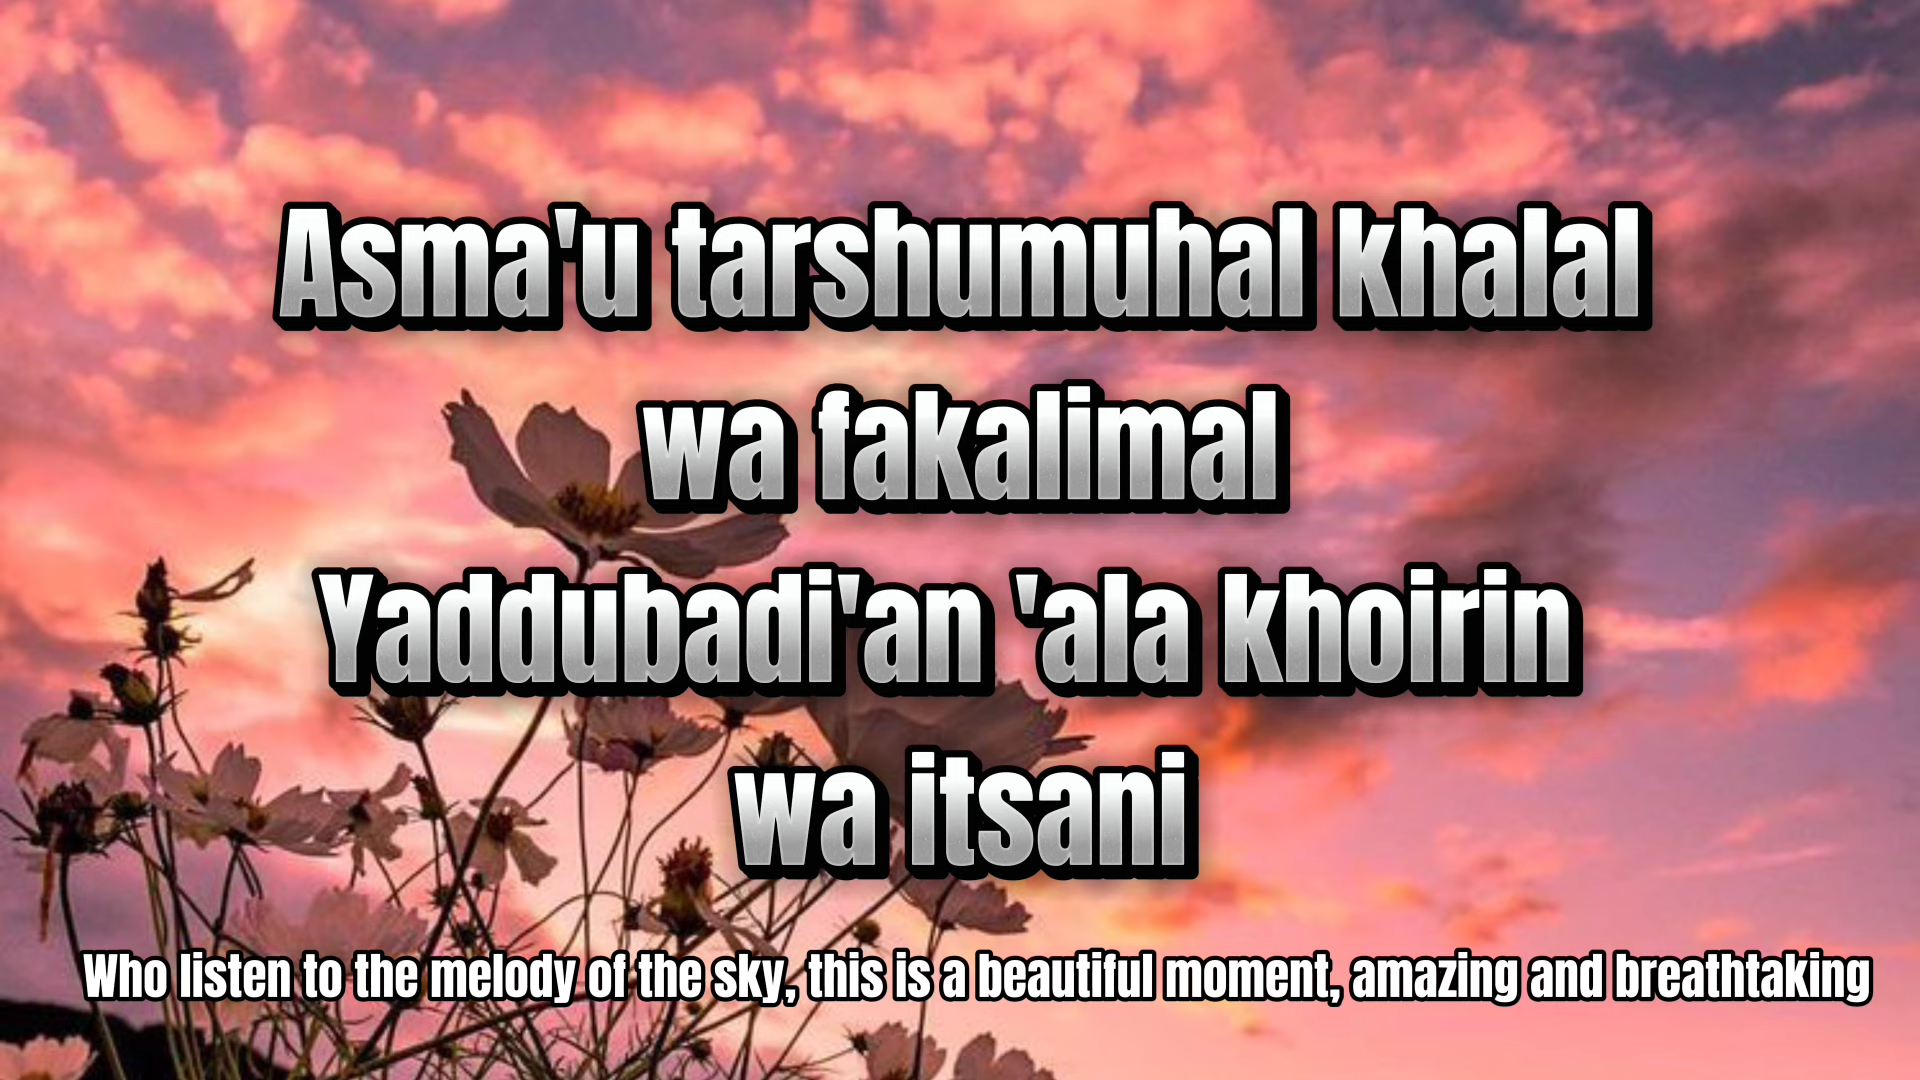 Asma'u tarshumuhal khalal
wa fakalimal
Yaddubadi'an 'ala khoirin
wa itsani
Who listen to the melody of the sky, this is a beautiful moment, amazing and breathtaking